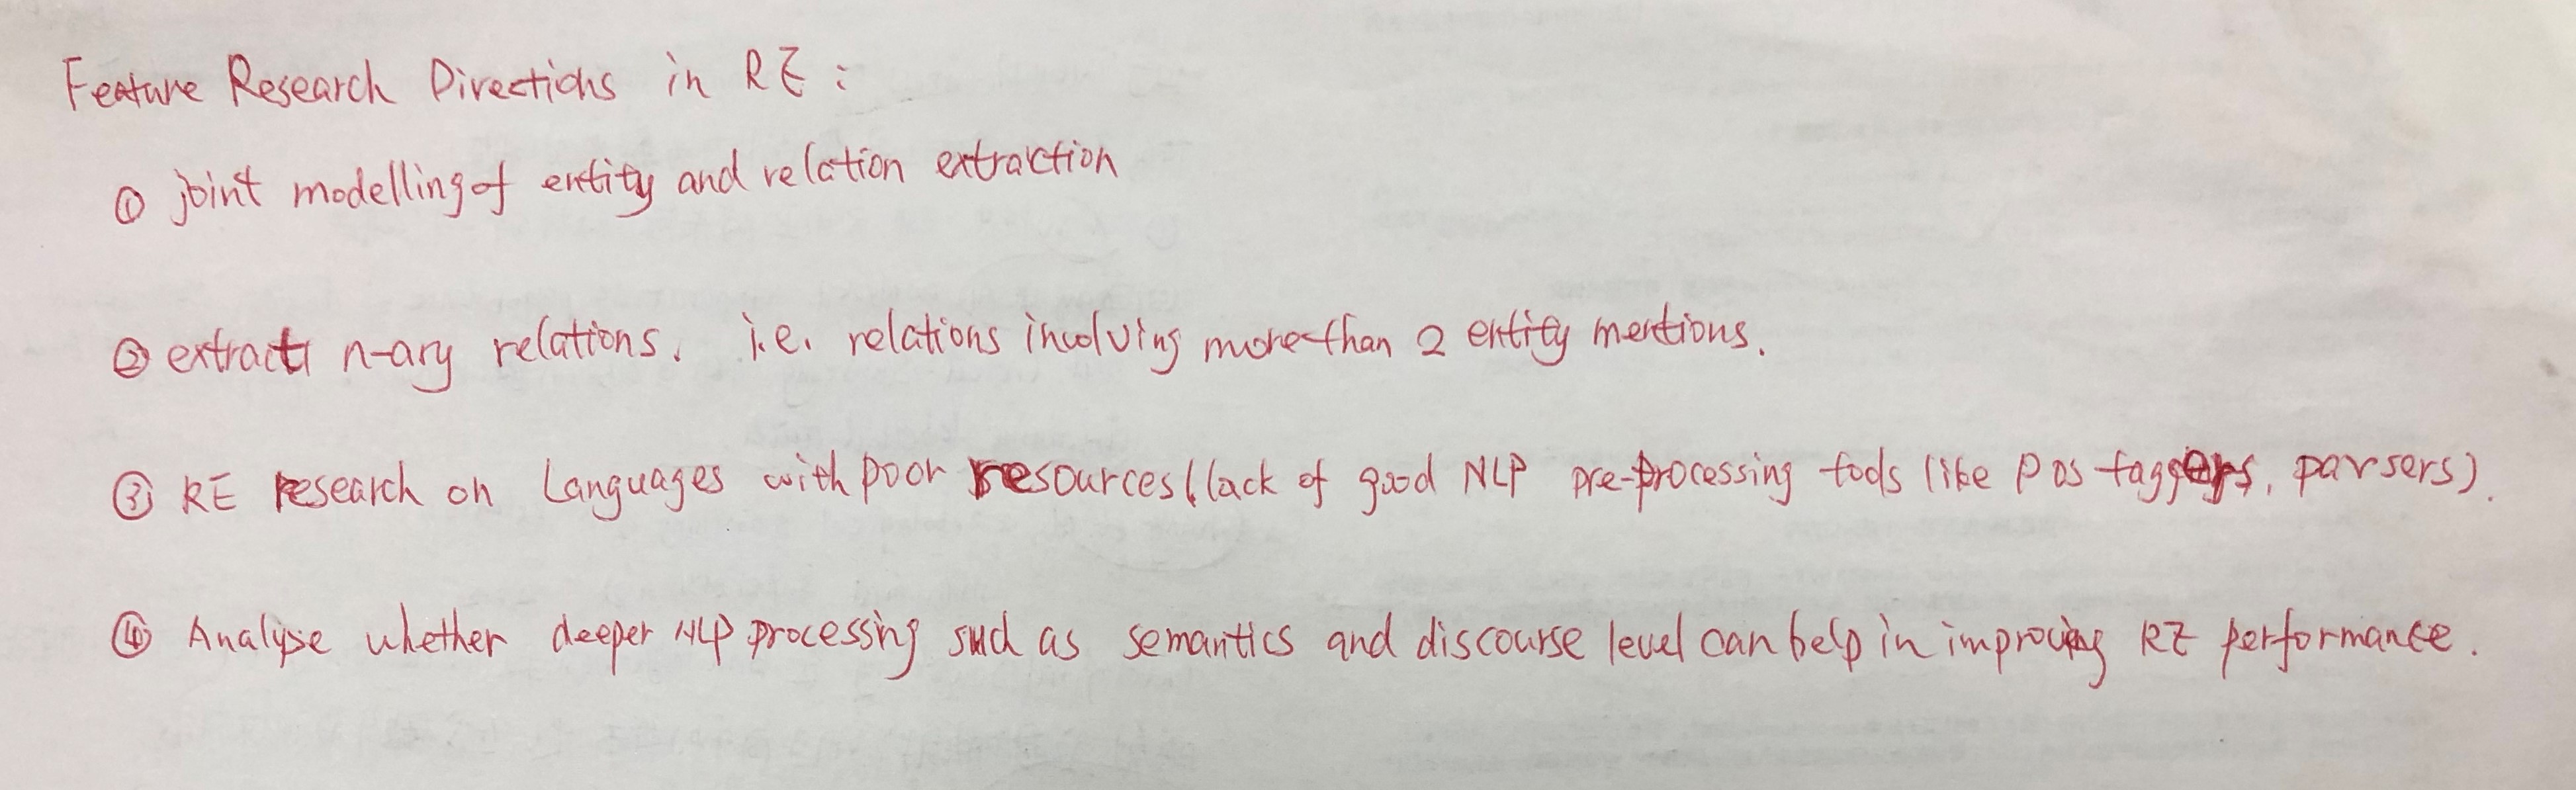 Feature Research Directions in RE :
① joint modelling of entity and relation extraction
② extract n-ary relations. i.e. relations involving more than 2 entity mentions.
③ RE research on Languages with poor resources (lack of good NLP pre-processing tools like pos taggers, parsers).
④ Analyse whether deeper NLP processing such as semantics and discourse level can help in improving RE performance.